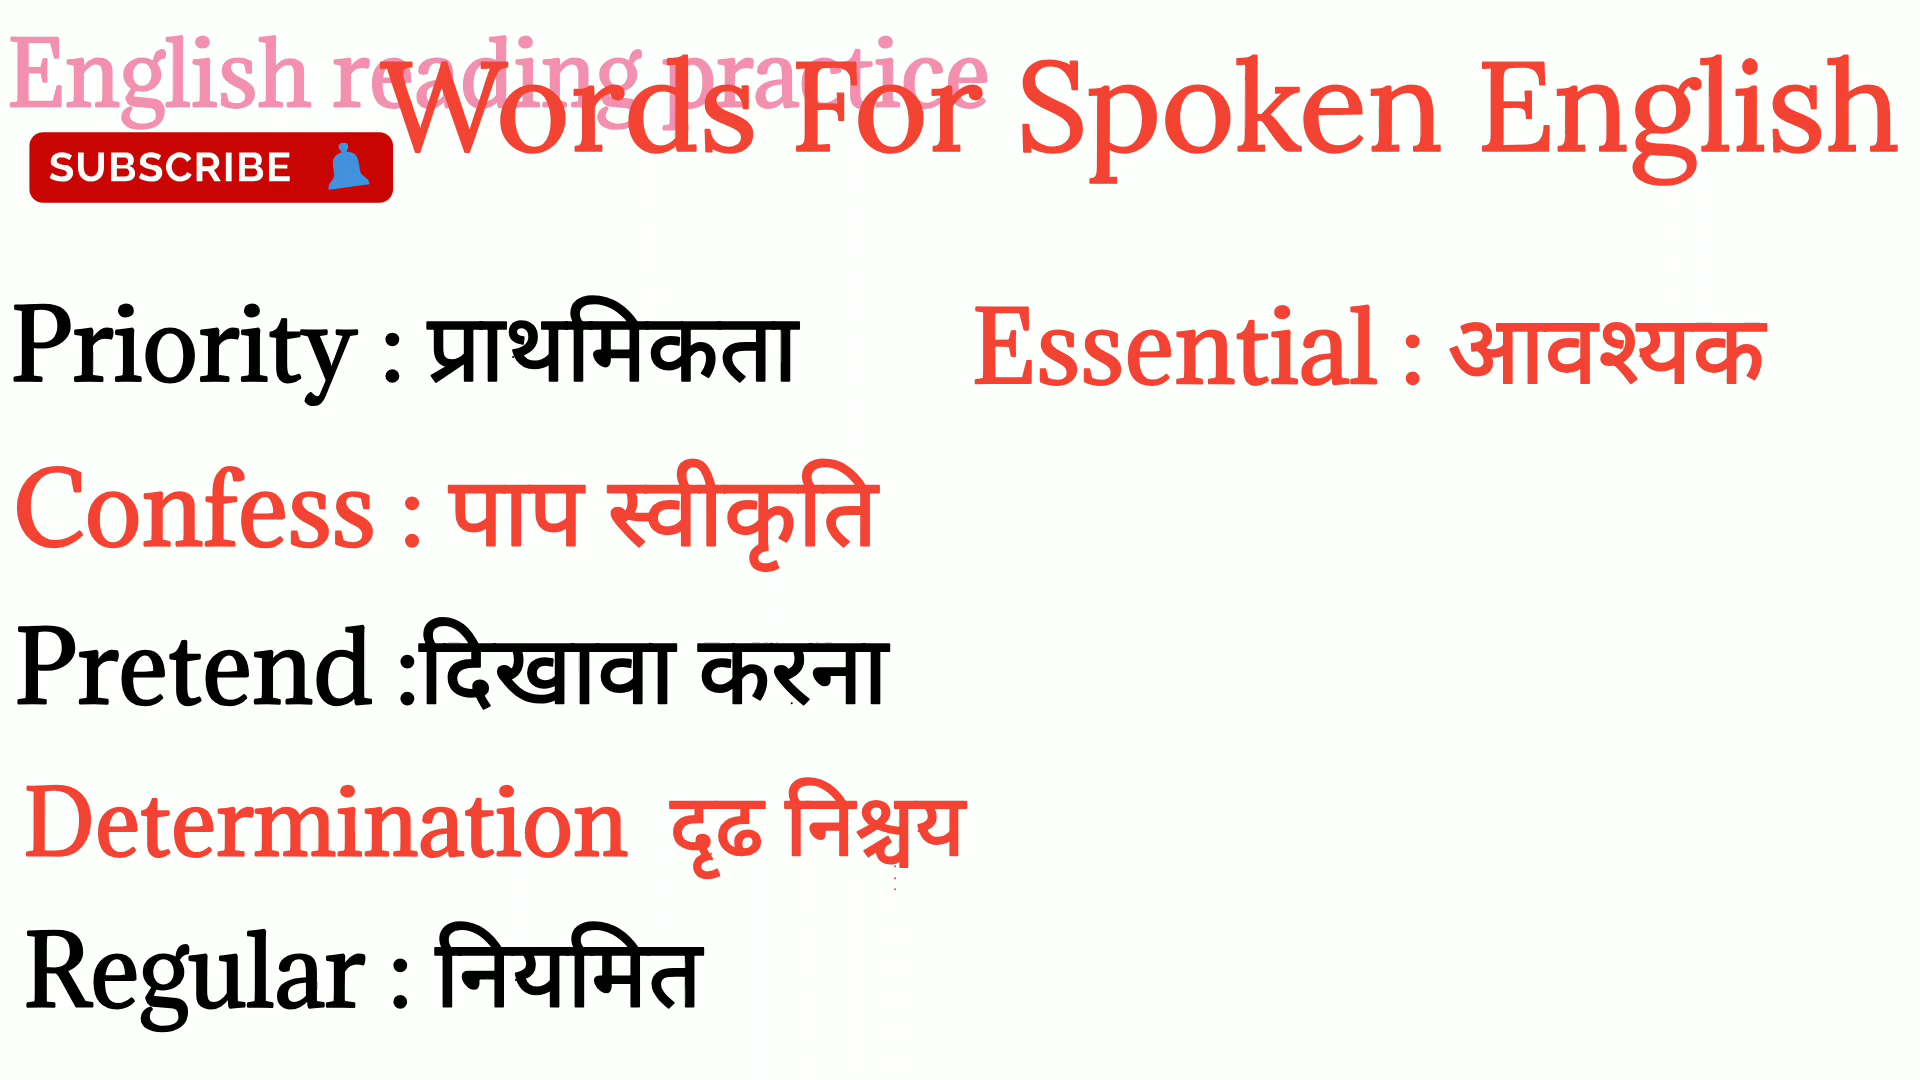 English reading practice
Words For Spoken English
SUBSCRIBE
Priority : प्राथमिकता
Essential : आवश्यक
Confess : पाप स्वीकृति
Pretend :दिखावा करना
Determination दृढ निश्चय
Regular : नियमित